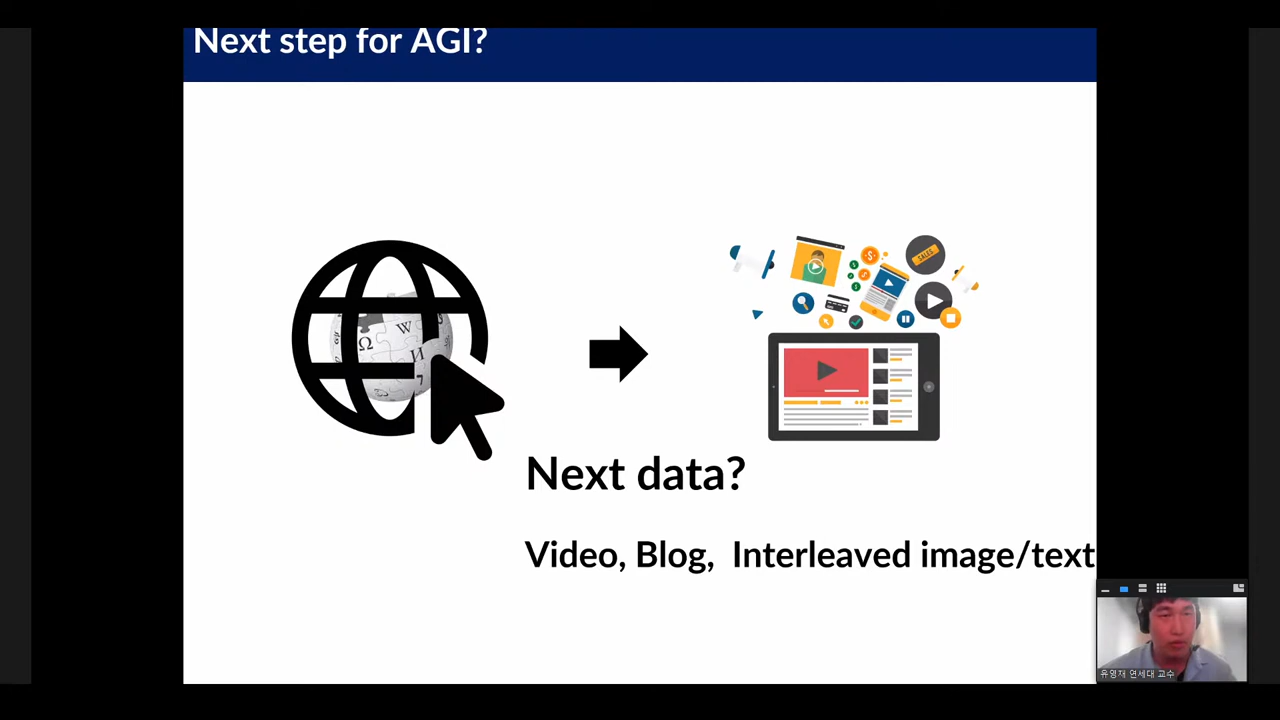 Next step for AGI?
SALES
W
Ω
И
Next data?
Video, Blog, Interleaved image/text
유영재 연세대 교수